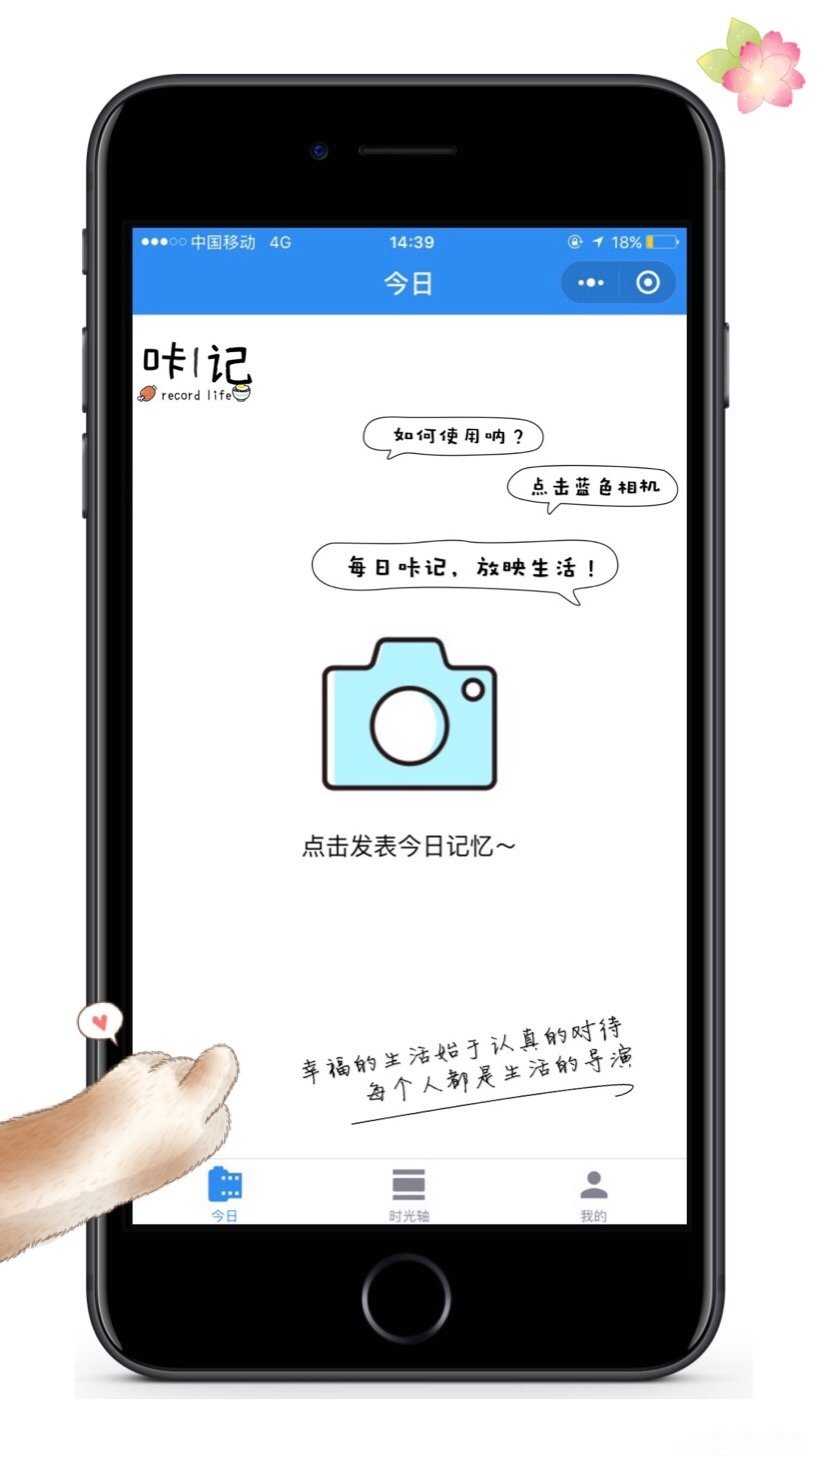 中国移动 4G 14:39 18%
今日
咔记
record life
如何使用呐？
点击蓝色相机
每日咔记，放映生活！
点击发表今日记忆～
幸福的生活始于认真的对待
每个人都是生活的导演
今日 时光轴 我的